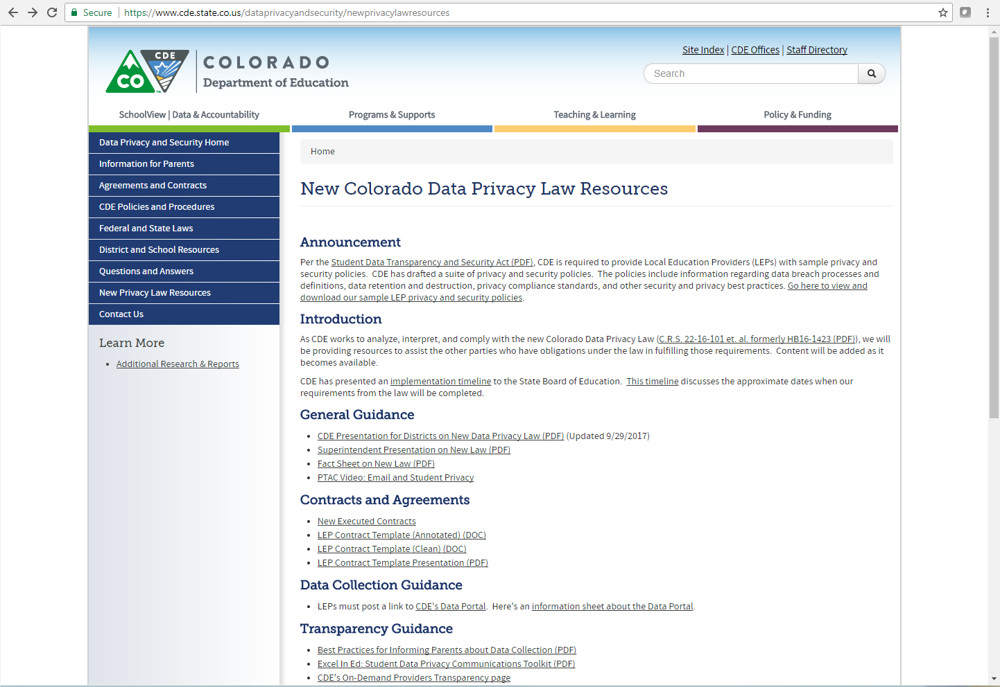 Secure https://www.cde.state.co.us/dataprivacyandsecurity/newprivacylawresources
CO
CDE
TM
COLORADO
Department of Education
Site Index | CDE Offices | Staff Directory
Search
SchoolView | Data & Accountability
Programs & Supports
Teaching & Learning
Policy & Funding
Data Privacy and Security Home
Information for Parents
Agreements and Contracts
CDE Policies and Procedures
Federal and State Laws
District and School Resources
Questions and Answers
New Privacy Law Resources
Contact Us
Learn More
• Additional Research & Reports
Home
New Colorado Data Privacy Law Resources
Announcement
Per the Student Data Transparency and Security Act (PDF), CDE is required to provide Local Education Providers (LEPs) with sample privacy and
security policies.  CDE has drafted a suite of privacy and security policies.  The policies include information regarding data breach processes and
definitions, data retention and destruction, privacy compliance standards, and other security and privacy best practices. Go here to view and
download our sample LEP privacy and security policies.
Introduction
As CDE works to analyze, interpret, and comply with the new Colorado Data Privacy Law (C.R.S. 22-16-101 et. al. formerly HB16-1423 (PDF)), we will
be providing resources to assist the other parties who have obligations under the law in fulfilling those requirements.  Content will be added as it
becomes available.
CDE has presented an implementation timeline to the State Board of Education.  This timeline discusses the approximate dates when our
requirements from the law will be completed.
General Guidance
• CDE Presentation for Districts on New Data Privacy Law (PDF) (Updated 9/29/2017)
• Superintendent Presentation on New Law (PDF)
• Fact Sheet on New Law (PDF)
• PTAC Video: Email and Student Privacy
Contracts and Agreements
• New Executed Contracts
• LEP Contract Template (Annotated) (DOC)
• LEP Contract Template (Clean) (DOC)
• LEP Contract Template Presentation (PDF)
Data Collection Guidance
• LEPs must post a link to CDE's Data Portal.  Here's an information sheet about the Data Portal.
Transparency Guidance
• Best Practices for Informing Parents about Data Collection (PDF)
• Excel In Ed: Student Data Privacy Communications Toolkit (PDF)
• CDE's On-Demand Providers Transparency page